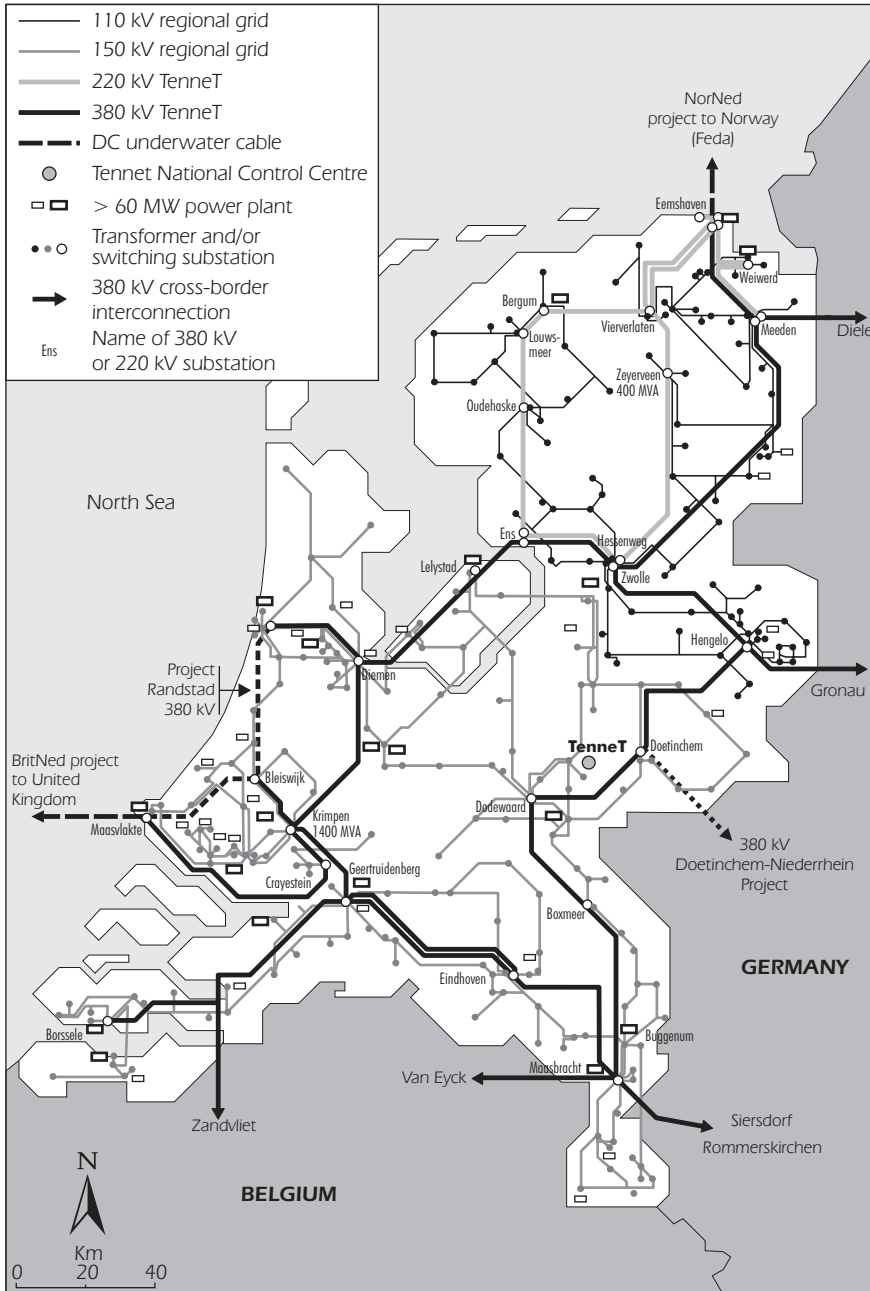 110 kV regional grid
150 kV regional grid
220 kV TenneT
380 kV TenneT
DC underwater cable
Tennet National Control Centre
> 60 MW power plant
Transformer and/or
switching substation
380 kV cross-border
interconnection
Ens
Name of 380 kV
or 220 kV substation
NorNed
project to Norway
(Feda)
Eemshaven
Weiwerd
Bergum
Vierverlaten
Meeden
Diele
Louws-
meer
Zeyerveen
400 MVA
Oudehaske
North Sea
Ens
Hessenweg
Zwolle
Lelystad
Hengelo
Diemen
Gronau
Project
Randstad
380 kV
TenneT
Doetinchem
BritNed project
to United
Kingdom
Bleiswijk
Dodewaard
Maasvlakte
Krimpen
1400 MVA
380 kV
Doetinchem-Niederrhein
Project
Crayestein
Geertruidenberg
Boxmeer
GERMANY
Eindhoven
Borssele
Buggenum
Maasbracht
Van Eyck
Zandvliet
Siersdorf
Rommerskirchen
N
BELGIUM
Km
0 20 40